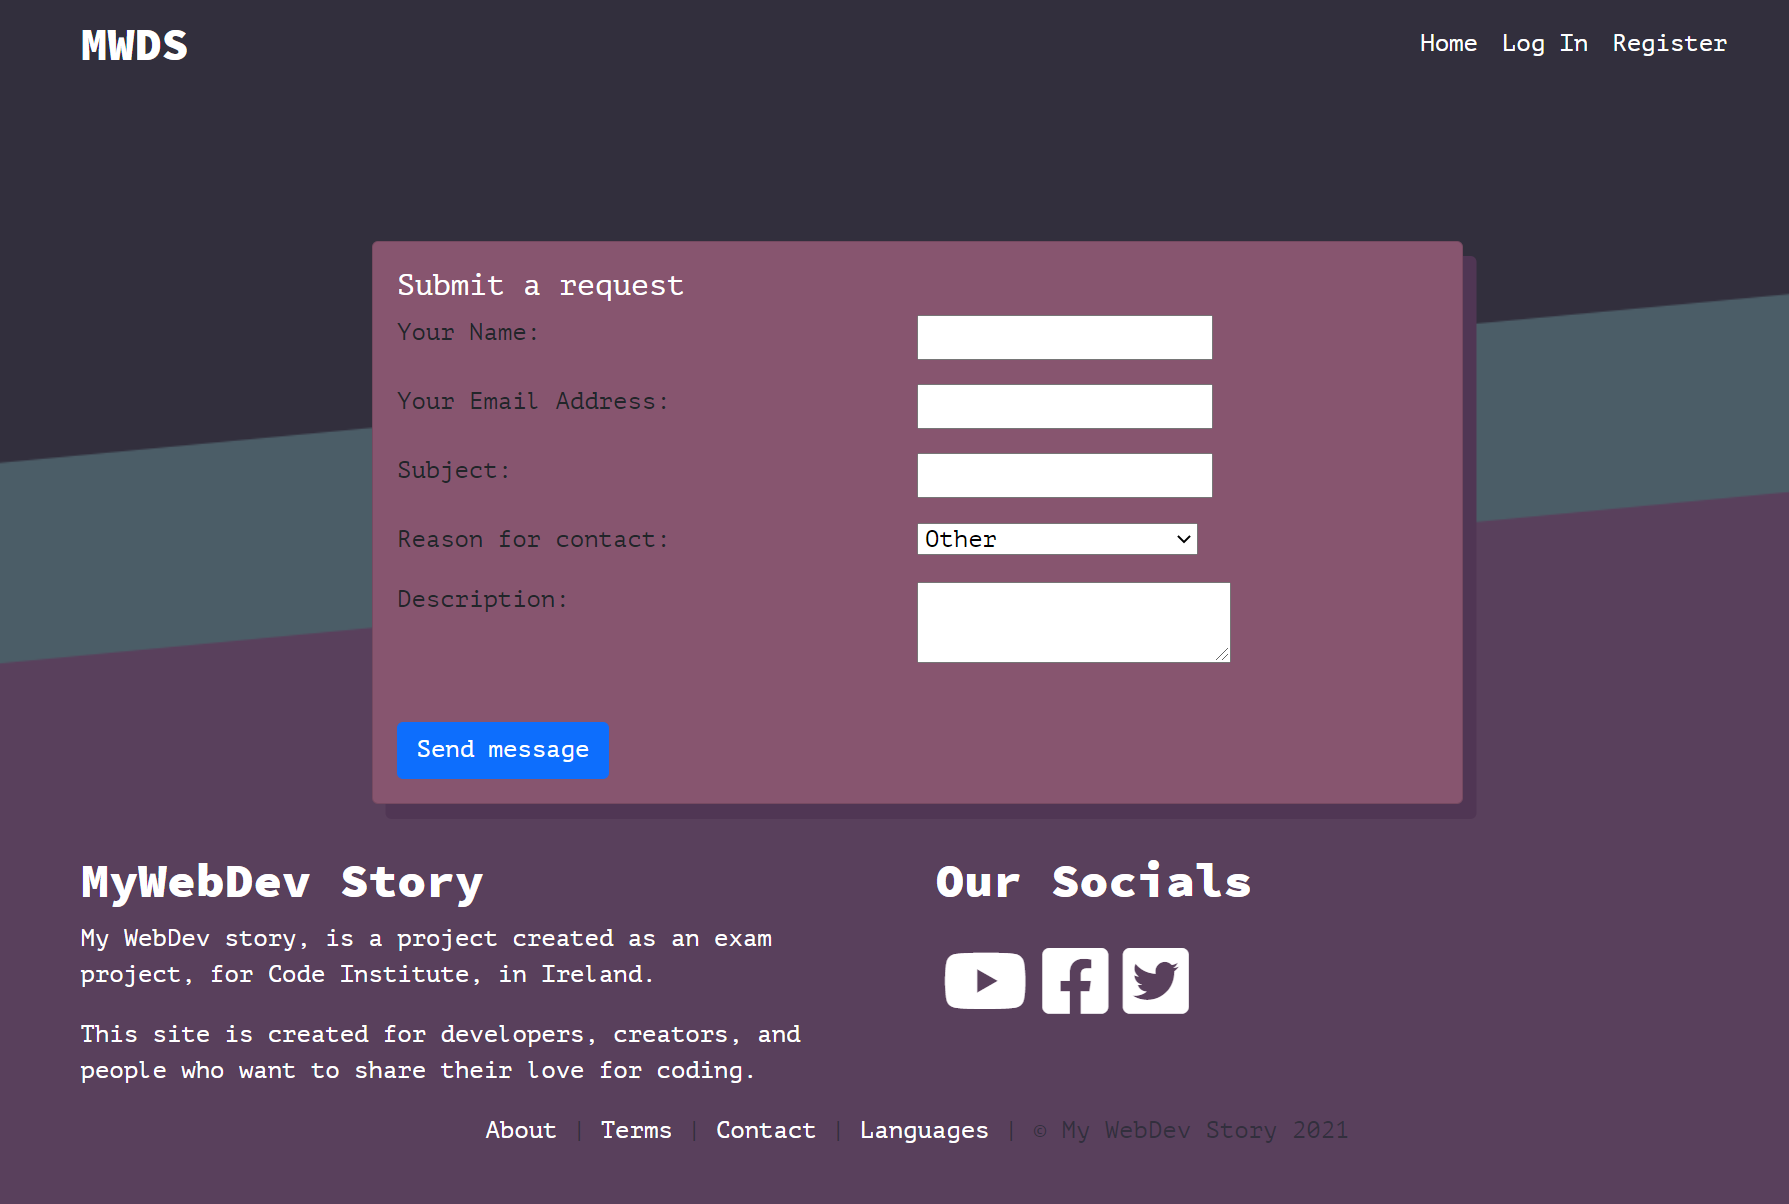 MWDS
Home Log In Register
Submit a request
Your Name:
Your Email Address:
Subject:
Reason for contact: Other
Description:
Send message
MyWebDev Story
My WebDev story, is a project created as an exam
project, for Code Institute, in Ireland.
This site is created for developers, creators, and
people who want to share their love for coding.
Our Socials
About | Terms | Contact | Languages | © My WebDev Story 2021